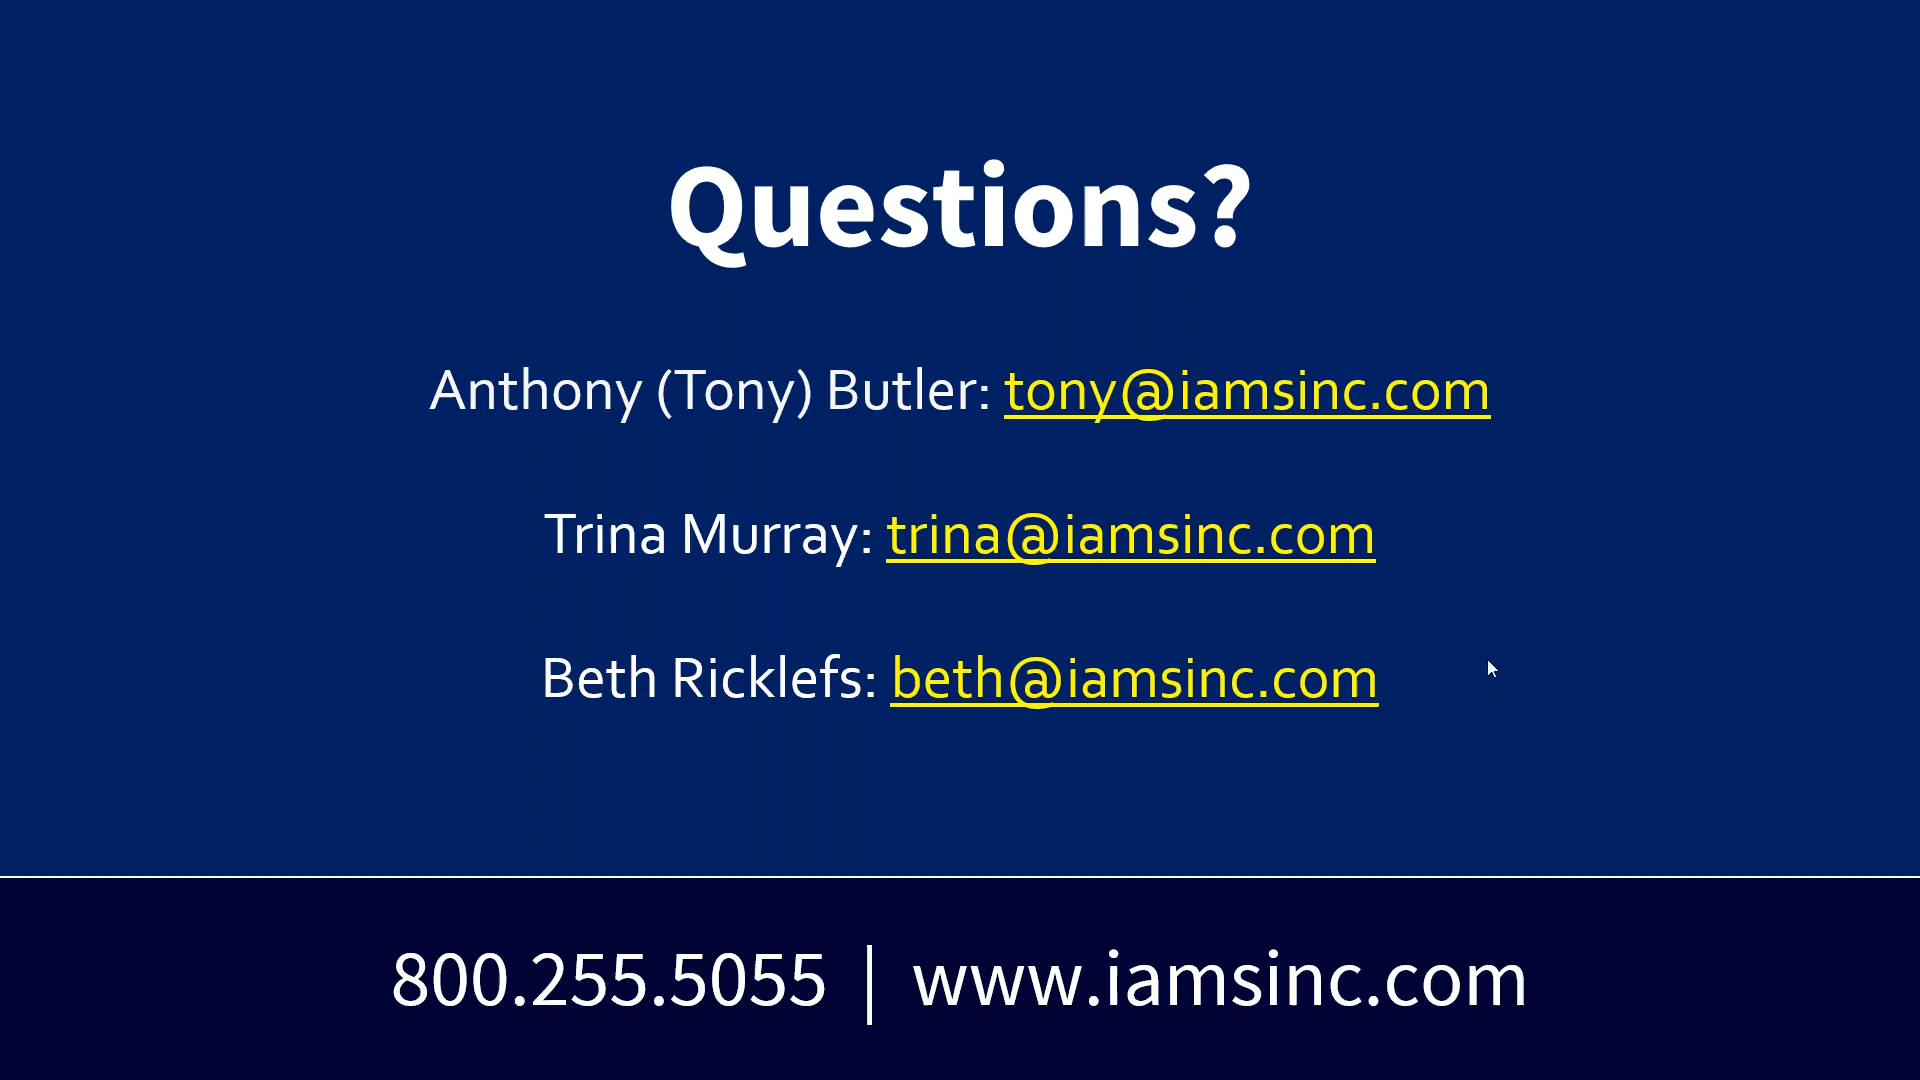 Questions?
Anthony (Tony) Butler: tony@iamsinc.com
Trina Murray: trina@iamsinc.com
Beth Ricklefs: beth@iamsinc.com
800.255.5055 | www.iamsinc.com